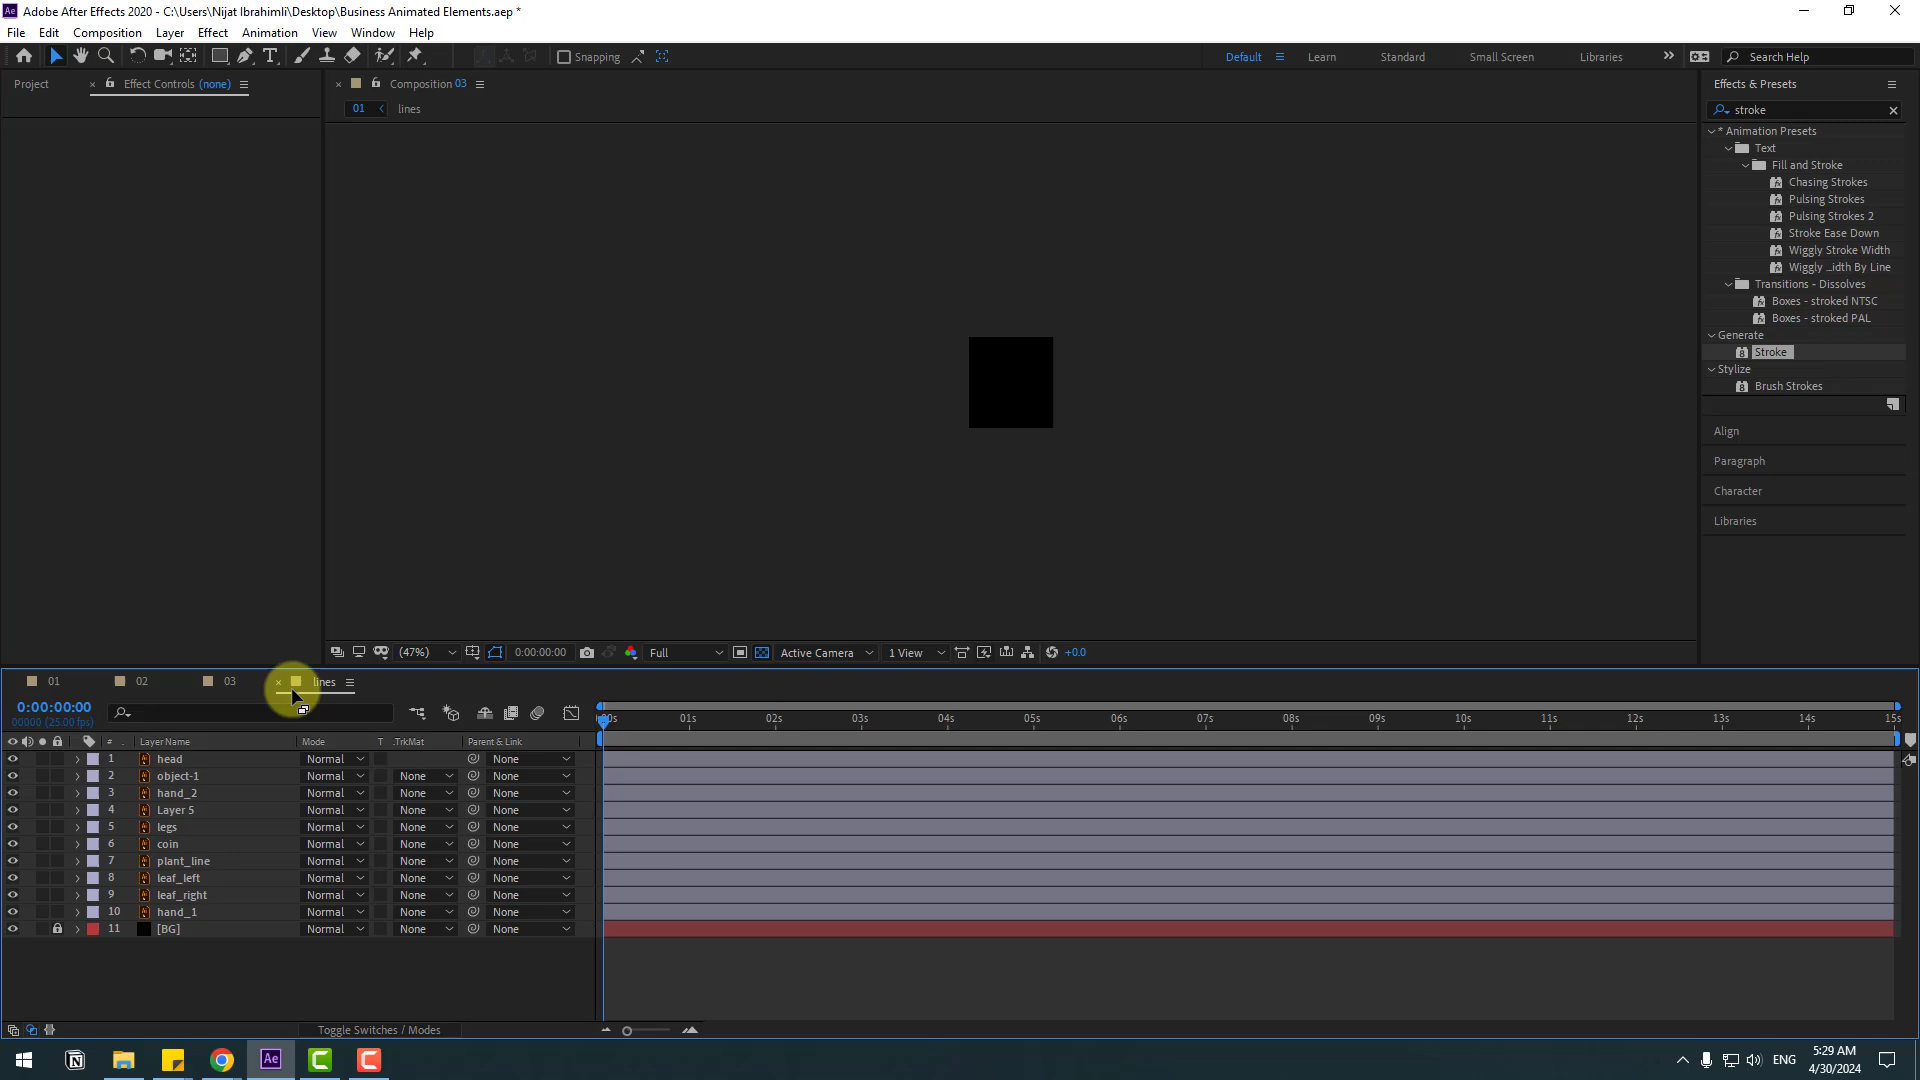 Ae Adobe After Effects 2020 - C:\Users\Nijat Ibrahimli\Desktop\Business Animated Elements.aep *
File Edit Composition Layer Effect Animation View Window Help
Snapping Default Learn Standard Small Screen Libraries Search Help
Project Effect Controls (none) Composition 03 Effects & Presets
01 lines
stroke
* Animation Presets
Text
Fill and Stroke
Chasing Strokes
Pulsing Strokes
Pulsing Strokes 2
Stroke Ease Down
Wiggly Stroke Width
Wiggly _idth By Line
Transitions - Dissolves
Boxes - stroked NTSC
Boxes - stroked PAL
Generate
Stroke
Stylize
Brush Strokes
Align
Paragraph
Character
Libraries
(47%) 0:00:00:00 Full Active Camera 1 View +0.0
01 02 03 lines
0:00:00:00
00000 (25.00 fps)
:00s 01s 02s 03s 04s 05s 06s 07s 08s 09s 10s 11s 12s 13s 14s 15s
# . Layer Name Mode T .TrkMat Parent & Link
1 head Normal None
2 object-1 Normal None None
3 hand_2 Normal None None
4 Layer 5 Normal None None
5 legs Normal None None
6 coin Normal None None
7 plant_line Normal None None
8 leaf_left Normal None None
9 leaf_right Normal None None
10 hand_1 Normal None None
11 [BG] Normal None None
Toggle Switches / Modes
Ae ENG 5:29 AM
4/30/2024